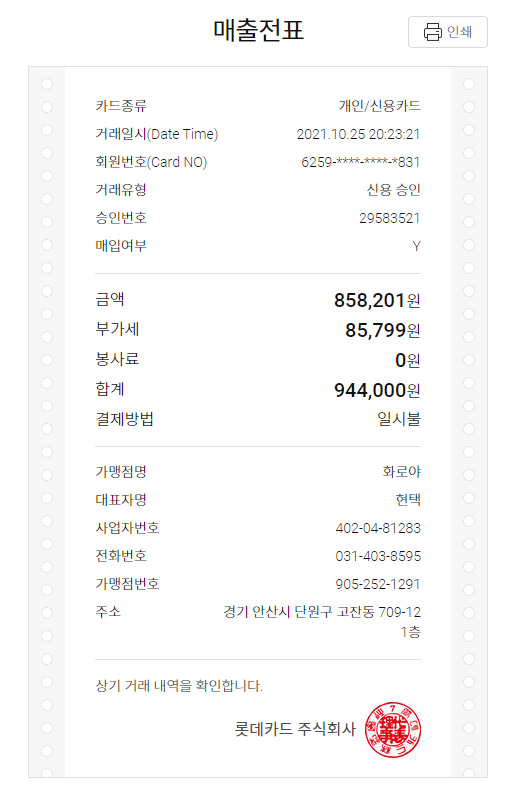 매출전표
인쇄
카드종류 개인/신용카드
거래일시(Date Time) 2021.10.25 20:23:21
회원번호(Card NO) 6259-****-****-*831
거래유형 신용 승인
승인번호 29583521
매입여부 Y
금액 858,201원
부가세 85,799원
봉사료 0원
합계 944,000원
결제방법 일시불
가맹점명 화로야
대표자명 현택
사업자번호 402-04-81283
전화번호 031-403-8595
가맹점번호 905-252-1291
주소 경기 안산시 단원구 고잔동 709-12
1층
상기 거래 내역을 확인합니다.
롯데카드 주식회사